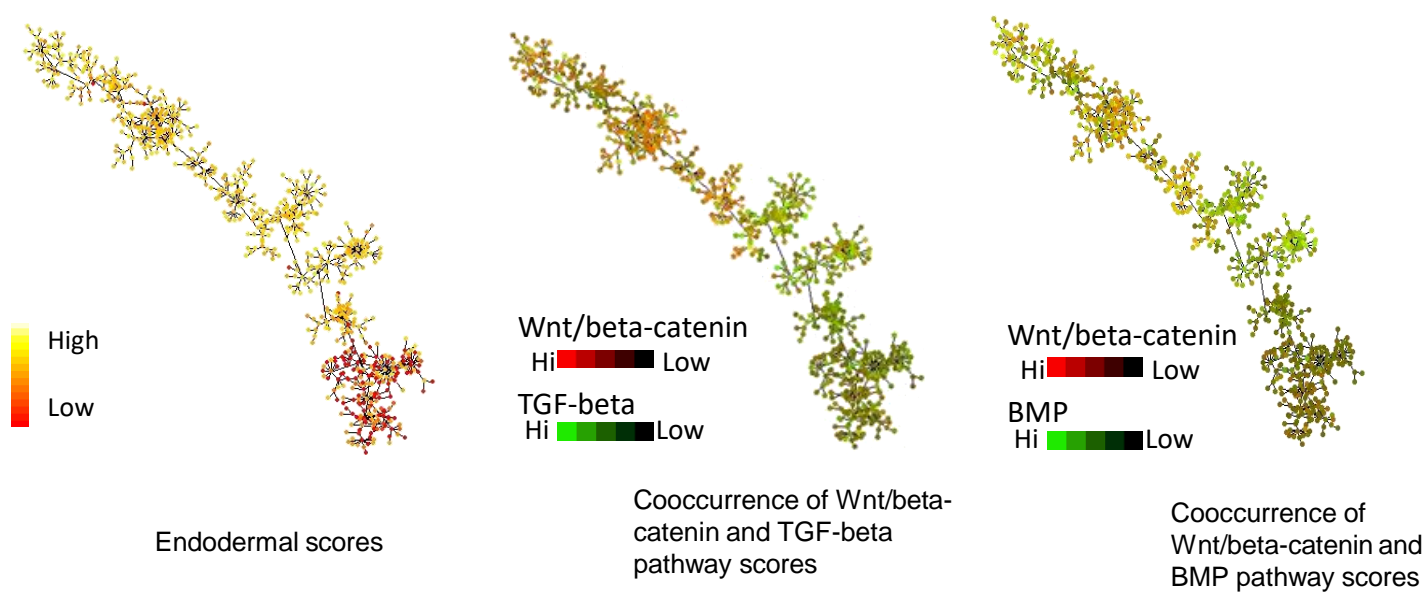 High
Low
Endodermal scores
Wnt/beta-catenin
Hi Low
TGF-beta
Hi Low
Cooccurrence of Wnt/beta-
catenin and TGF-beta
pathway scores
Wnt/beta-catenin
Hi Low
BMP
Hi Low
Cooccurrence of
Wnt/beta-catenin and
BMP pathway scores